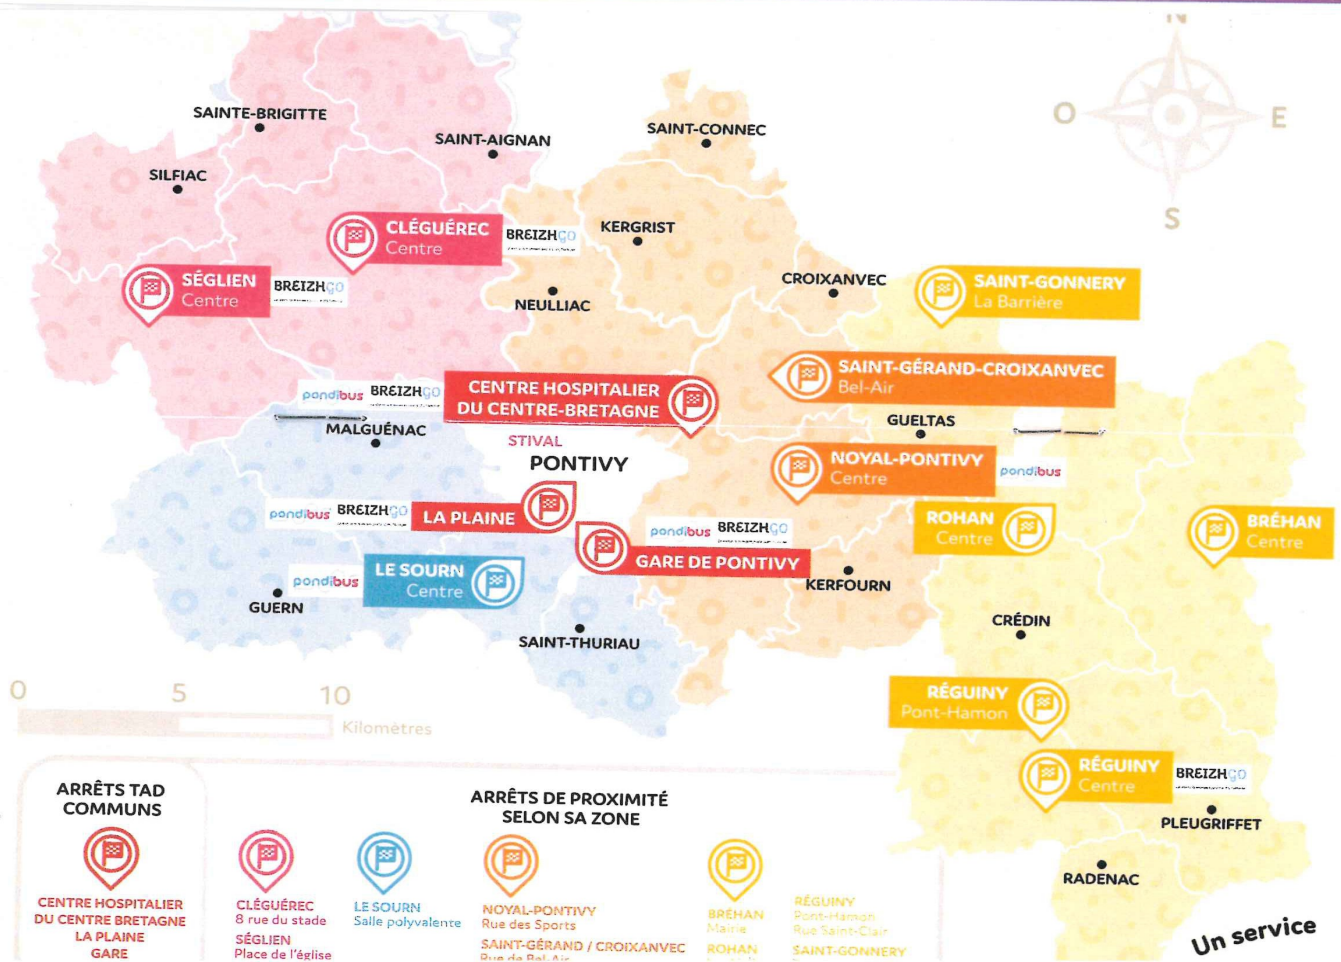 N
O
E
S
SAINTE-BRIGITTE
SAINT-AIGNAN
SAINT-CONNEC
SILFIAC
CLÉGUÉREC
Centre
BREIZHGO
KERGRIST
SÉGLIEN
Centre
BREIZHGO
NEULLIAC
CROIXANVEC
SAINT-GONNERY
La Barrière
pondibus BREIZHGO
CENTRE HOSPITALIER
DU CENTRE-BRETAGNE
SAINT-GÉRAND-CROIXANVEC
Bel-Air
MALGUÉNAC
STIVAL
PONTIVY
GUELTAS
NOYAL-PONTIVY
Centre
pondibus
pondibus BREIZHGO
LA PLAINE
pondibus BREIZHGO
GARE DE PONTIVY
ROHAN
Centre
BRÉHAN
Centre
pondibus
LE SOURN
Centre
GUERN
SAINT-THURIAU
KERFOURN
CRÉDIN
0 5 10
Kilomètres
RÉGUINY
Pont-Hamon
RÉGUINY
Centre
BREIZHGO
PLEUGRIFFET
RADENAC
ARRÊTS TAD
COMMUNS
CENTRE HOSPITALIER
DU CENTRE BRETAGNE
LA PLAINE
GARE
ARRÊTS DE PROXIMITÉ
SELON SA ZONE
CLÉGUÉREC
8 rue du stade
SÉGLIEN
Place de l'église
LE SOURN
Salle polyvalente
NOYAL-PONTIVY
Rue des Sports
SAINT-GÉRAND / CROIXANVEC
Rue de Bel-Air
BRÉHAN
Mairie
ROHAN
RÉGUINY
Pont-Hamon
Rue Saint-Clair
SAINT-GONNERY
Un service